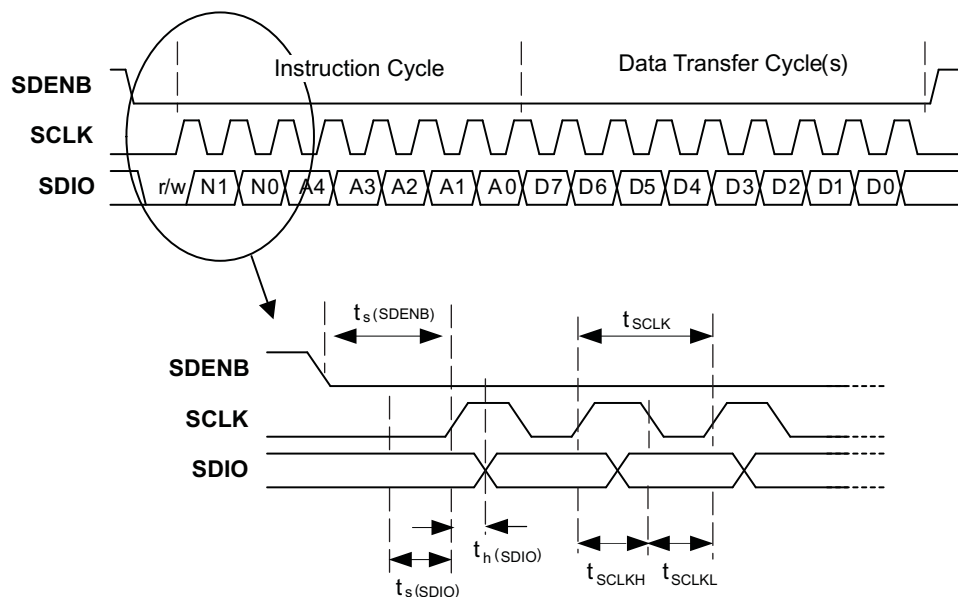 Instruction Cycle Data Transfer Cycle(s)
SDENB
SCLK
SDIO r/w N1 N0 A4 A3 A2 A1 A0 D7 D6 D5 D4 D3 D2 D1 D0
ts(SDENB) tSCLK
SDENB
SCLK
SDIO
th(SDIO)
ts(SDIO) tSCLKH tSCLKL